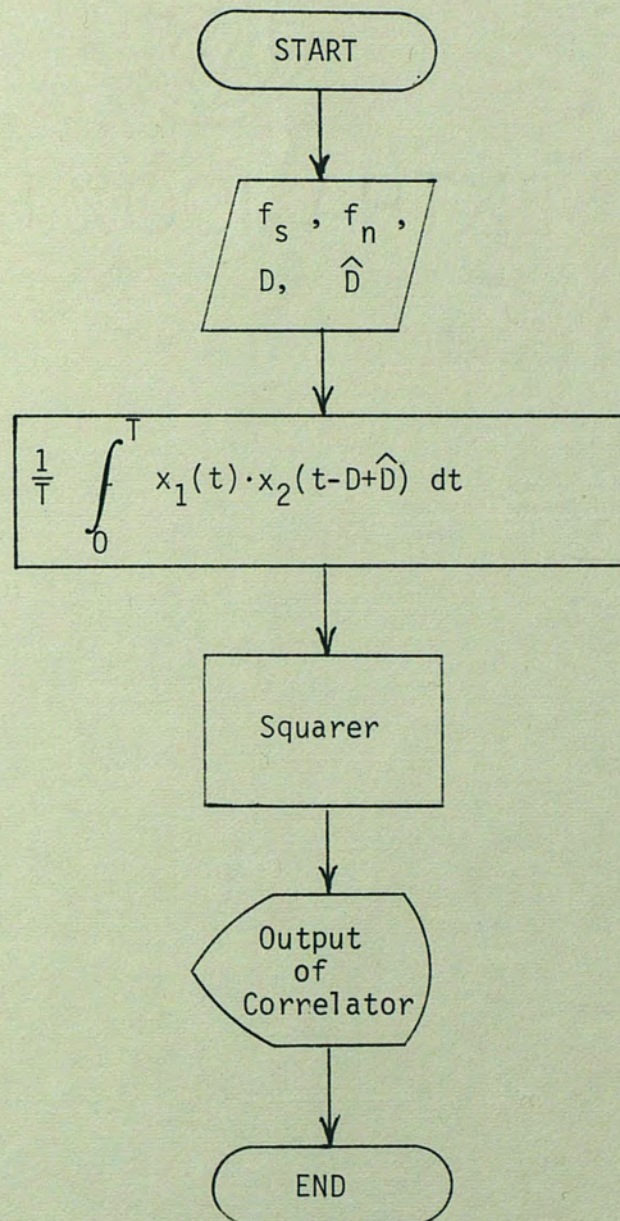 START
f_s , f_n ,
D, D̂
1/T ∫_0^T x_1(t)·x_2(t-D+D̂) dt
Squarer
Output
of
Correlator
END